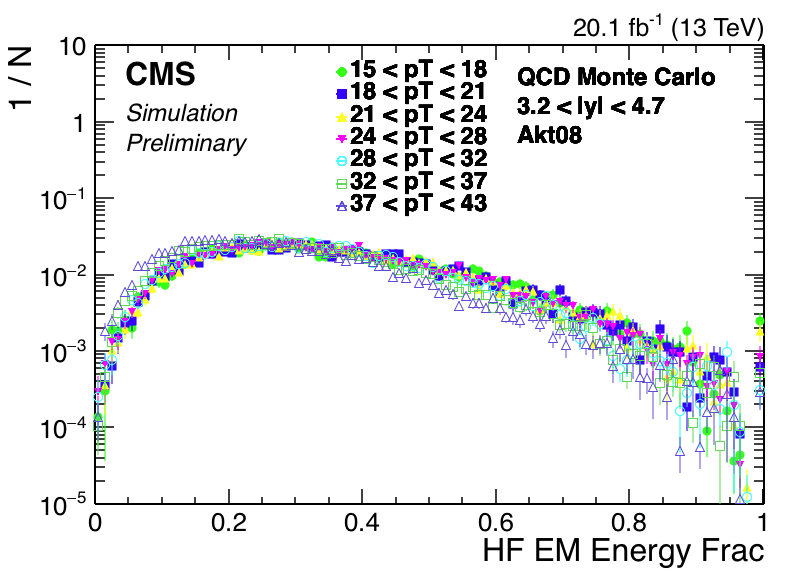 20.1 fb⁻¹ (13 TeV)
1 / N
CMS
Simulation
Preliminary
15 < pT < 18
18 < pT < 21
21 < pT < 24
24 < pT < 28
28 < pT < 32
32 < pT < 37
37 < pT < 43
QCD Monte Carlo
3.2 < |y| < 4.7
Akt08
10
1
10⁻¹
10⁻²
10⁻³
10⁻⁴
10⁻⁵
0 0.2 0.4 0.6 0.8 1
HF EM Energy Frac